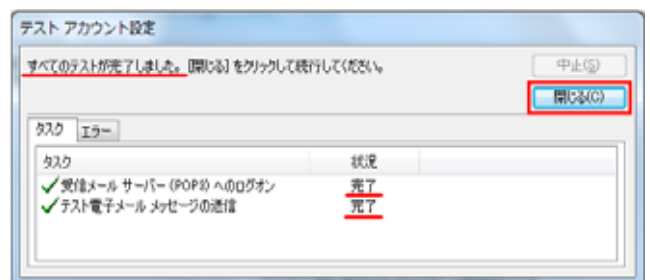 テスト アカウント設定
すべてのテストが完了しました。[閉じる] をクリックして続行してください。
中止(S)
閉じる(C)
タスク エラー
タスク 状況
受信メール サーバー (POP3) へのログオン 完了
テスト電子メール メッセージの送信 完了